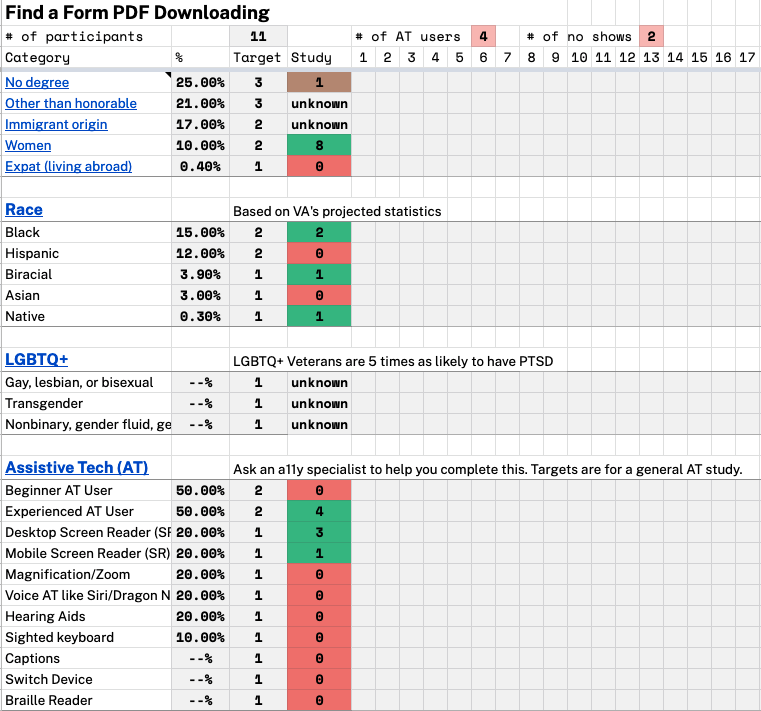 Find a Form PDF Downloading
# of participants 11 # of AT users 4 # of no shows 2
Category % Target Study 1 2 3 4 5 6 7 8 9 10 11 12 13 14 15 16 17
No degree 25.00% 3 1
Other than honorable 21.00% 3 unknown
Immigrant origin 17.00% 2 unknown
Women 10.00% 2 8
Expat (living abroad) 0.40% 1 0
Race Based on VA's projected statistics
Black 15.00% 2 2
Hispanic 12.00% 2 0
Biracial 3.90% 1 1
Asian 3.00% 1 0
Native 0.30% 1 1
LGBTQ+ LGBTQ+ Veterans are 5 times as likely to have PTSD
Gay, lesbian, or bisexual --% 1 unknown
Transgender --% 1 unknown
Nonbinary, gender fluid, ge --% 1 unknown
Assistive Tech (AT) Ask an a11y specialist to help you complete this. Targets are for a general AT study.
Beginner AT User 50.00% 2 0
Experienced AT User 50.00% 2 4
Desktop Screen Reader (SR 20.00% 1 3
Mobile Screen Reader (SR) 20.00% 1 1
Magnification/Zoom 20.00% 1 0
Voice AT like Siri/Dragon N 20.00% 1 0
Hearing Aids 20.00% 1 0
Sighted keyboard 10.00% 1 0
Captions --% 1 0
Switch Device --% 1 0
Braille Reader --% 1 0